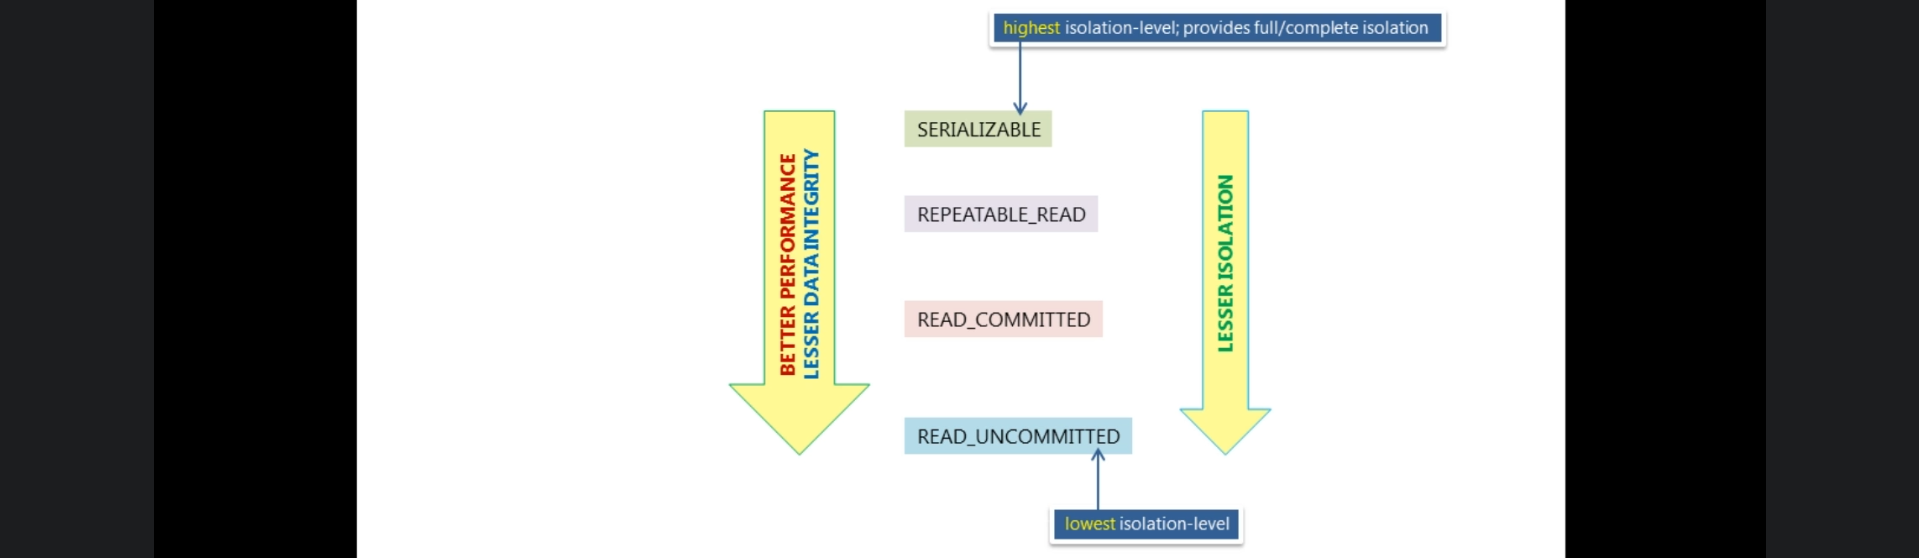 highest isolation-level; provides full/complete isolation
SERIALIZABLE
REPEATABLE_READ
READ_COMMITTED
READ_UNCOMMITTED
lowest isolation-level
BETTER PERFORMANCE
LESSER DATA INTEGRITY
LESSER ISOLATION